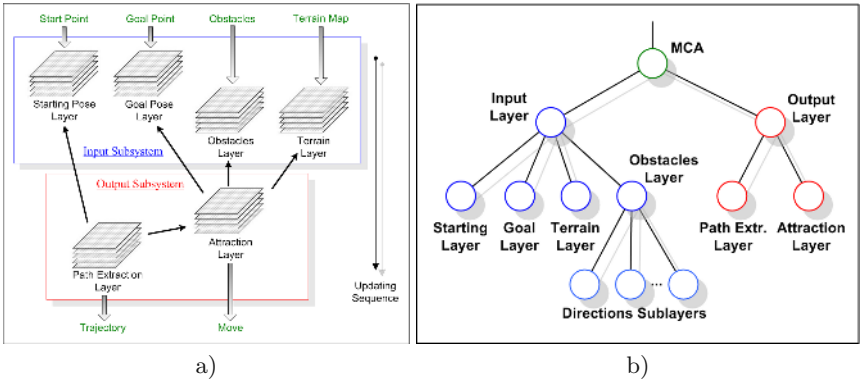 Start Point
Goal Point
Obstacles
Terrain Map
Starting Pose
Layer
Goal Pose
Layer
Obstacles
Layer
Terrain
Layer
Input Subsystem
Output Subsystem
Attraction
Layer
Path Extraction
Layer
Updating
Sequence
Trajectory
Move
a)
MCA
Input
Layer
Output
Layer
Obstacles
Layer
Starting
Layer
Goal
Layer
Terrain
Layer
Path Extr.
Layer
Attraction
Layer
...
Directions Sublayers
b)